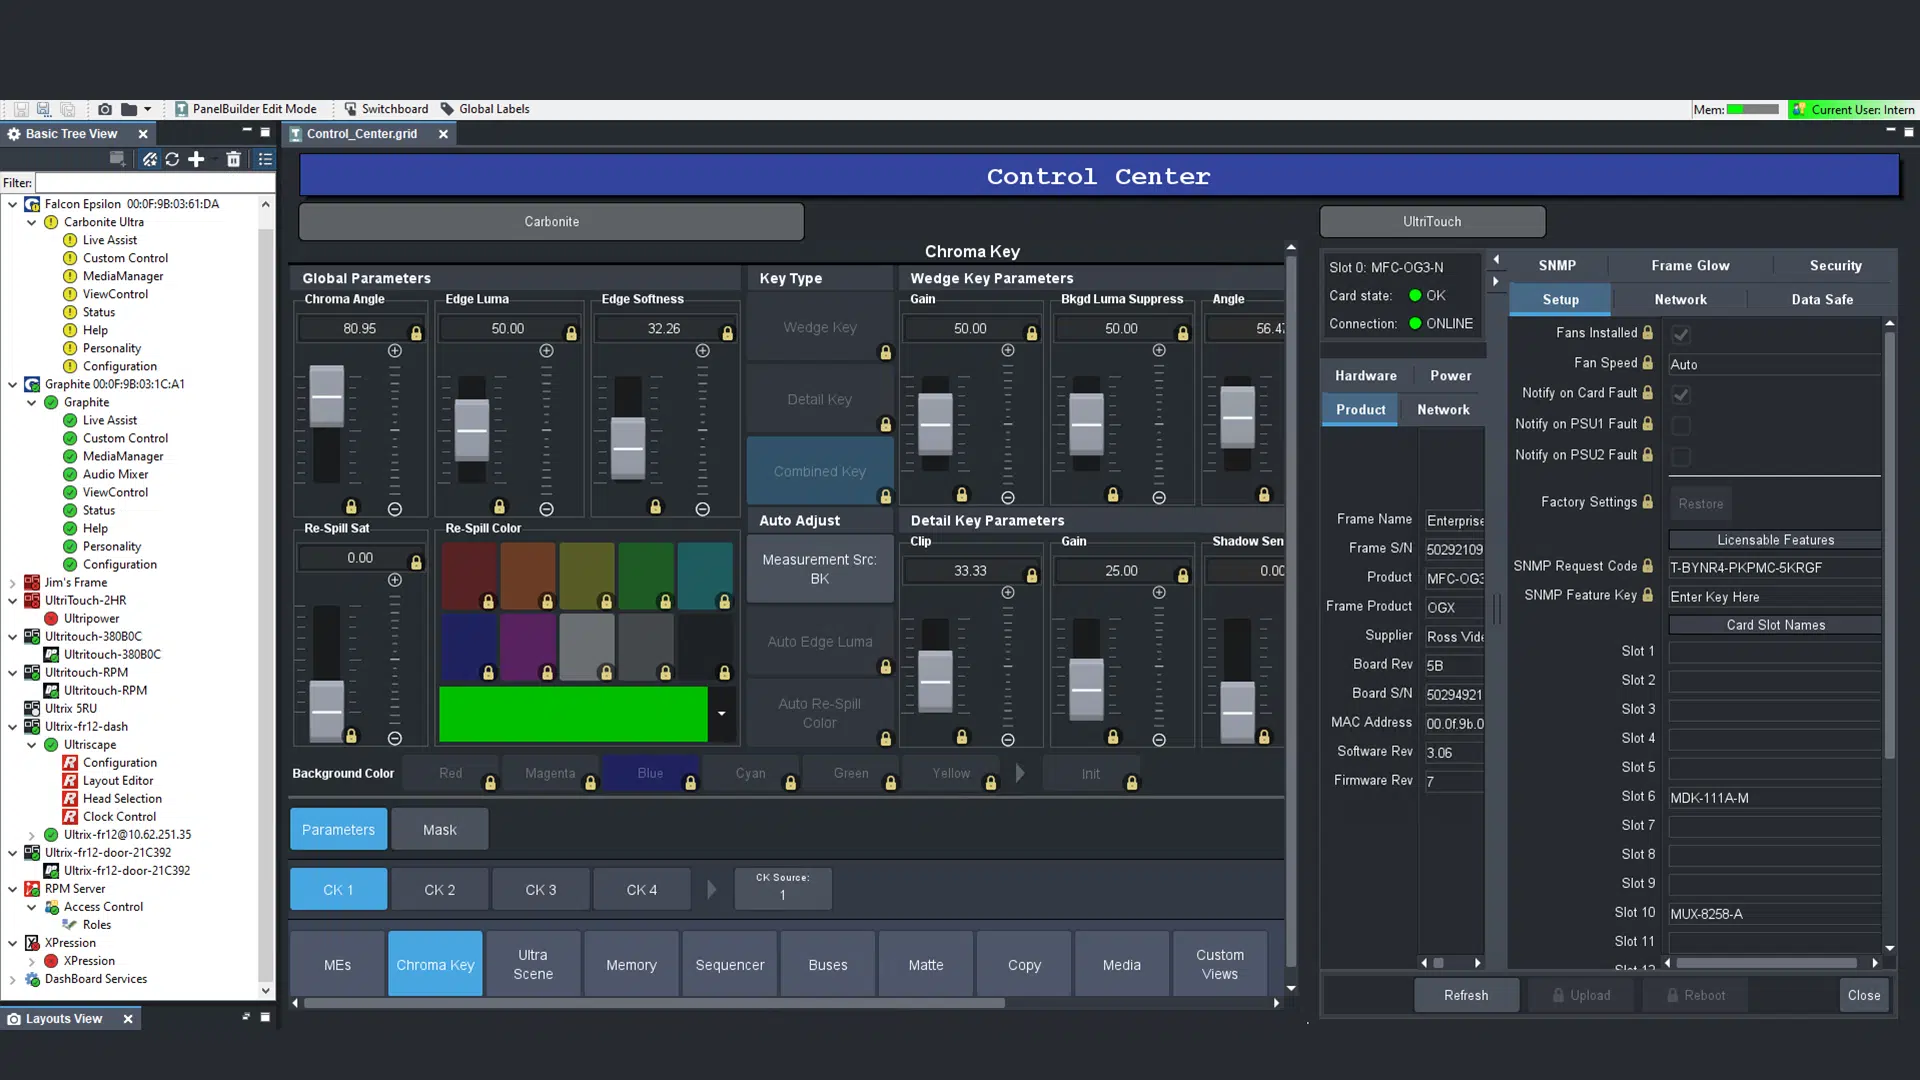 PanelBuilder Edit Mode
Switchboard
Global Labels
Mem:
Current User: Intern
Basic Tree View
Control_Center.grid
Filter:
Falcon Epsilon 00:0F:9B:03:61:DA
Carbonite Ultra
Live Assist
Custom Control
MediaManager
ViewControl
Status
Help
Personality
Configuration
Graphite 00:0F:9B:03:1C:A1
Graphite
Live Assist
Custom Control
MediaManager
Audio Mixer
ViewControl
Status
Help
Personality
Configuration
Jim's Frame
UltriTouch-2HR
Ultripower
Ultritouch-380B0C
Ultritouch-380B0C
Ultritouch-RPM
Ultritouch-RPM
Ultrix 5RU
Ultrix-fr12-dash
Ultriscape
Configuration
Layout Editor
Head Selection
Clock Control
Ultrix-fr12@10.62.251.35
Ultrix-fr12-door-21C392
Ultrix-fr12-door-21C392
RPM Server
Access Control
Roles
XPression
XPression
DashBoard Services
Layouts View
Control Center
Carbonite
Chroma Key
Global Parameters
Chroma Angle
80.95
Edge Luma
50.00
Edge Softness
32.26
Re-Spill Sat
0.00
Re-Spill Color
Key Type
Wedge Key
Detail Key
Combined Key
Auto Adjust
Measurement Src:
BK
Auto Edge Luma
Auto Re-Spill
Color
Wedge Key Parameters
Gain
50.00
Bkgd Luma Suppress
50.00
Angle
56.47
Detail Key Parameters
Clip
33.33
Gain
25.00
Shadow Sen
0.00
Background Color
Red
Magenta
Blue
Cyan
Green
Yellow
Init
Parameters
Mask
CK 1
CK 2
CK 3
CK 4
CK Source:
1
MEs
Chroma Key
Ultra
Scene
Memory
Sequencer
Buses
Matte
Copy
Media
Custom
Views
UltriTouch
Slot 0: MFC-OG3-N
Card state: OK
Connection: ONLINE
Hardware
Power
Product
Network
Frame Name Enterprise
Frame S/N 50292109
Product MFC-OG3
Frame Product OGX
Supplier Ross Vide
Board Rev 5B
Board S/N 50294921
MAC Address 00.0f.9b.0
Software Rev 3.06
Firmware Rev 7
SNMP
Frame Glow
Security
Setup
Network
Data Safe
Fans Installed
Fan Speed Auto
Notify on Card Fault
Notify on PSU1 Fault
Notify on PSU2 Fault
Factory Settings Restore
Licensable Features
SNMP Request Code T-BYNR4-PKPMC-5KRGF
SNMP Feature Key Enter Key Here
Card Slot Names
Slot 1
Slot 2
Slot 3
Slot 4
Slot 5
Slot 6 MDK-111A-M
Slot 7
Slot 8
Slot 9
Slot 10 MUX-8258-A
Slot 11
Slot 12
Refresh
Upload
Reboot
Close